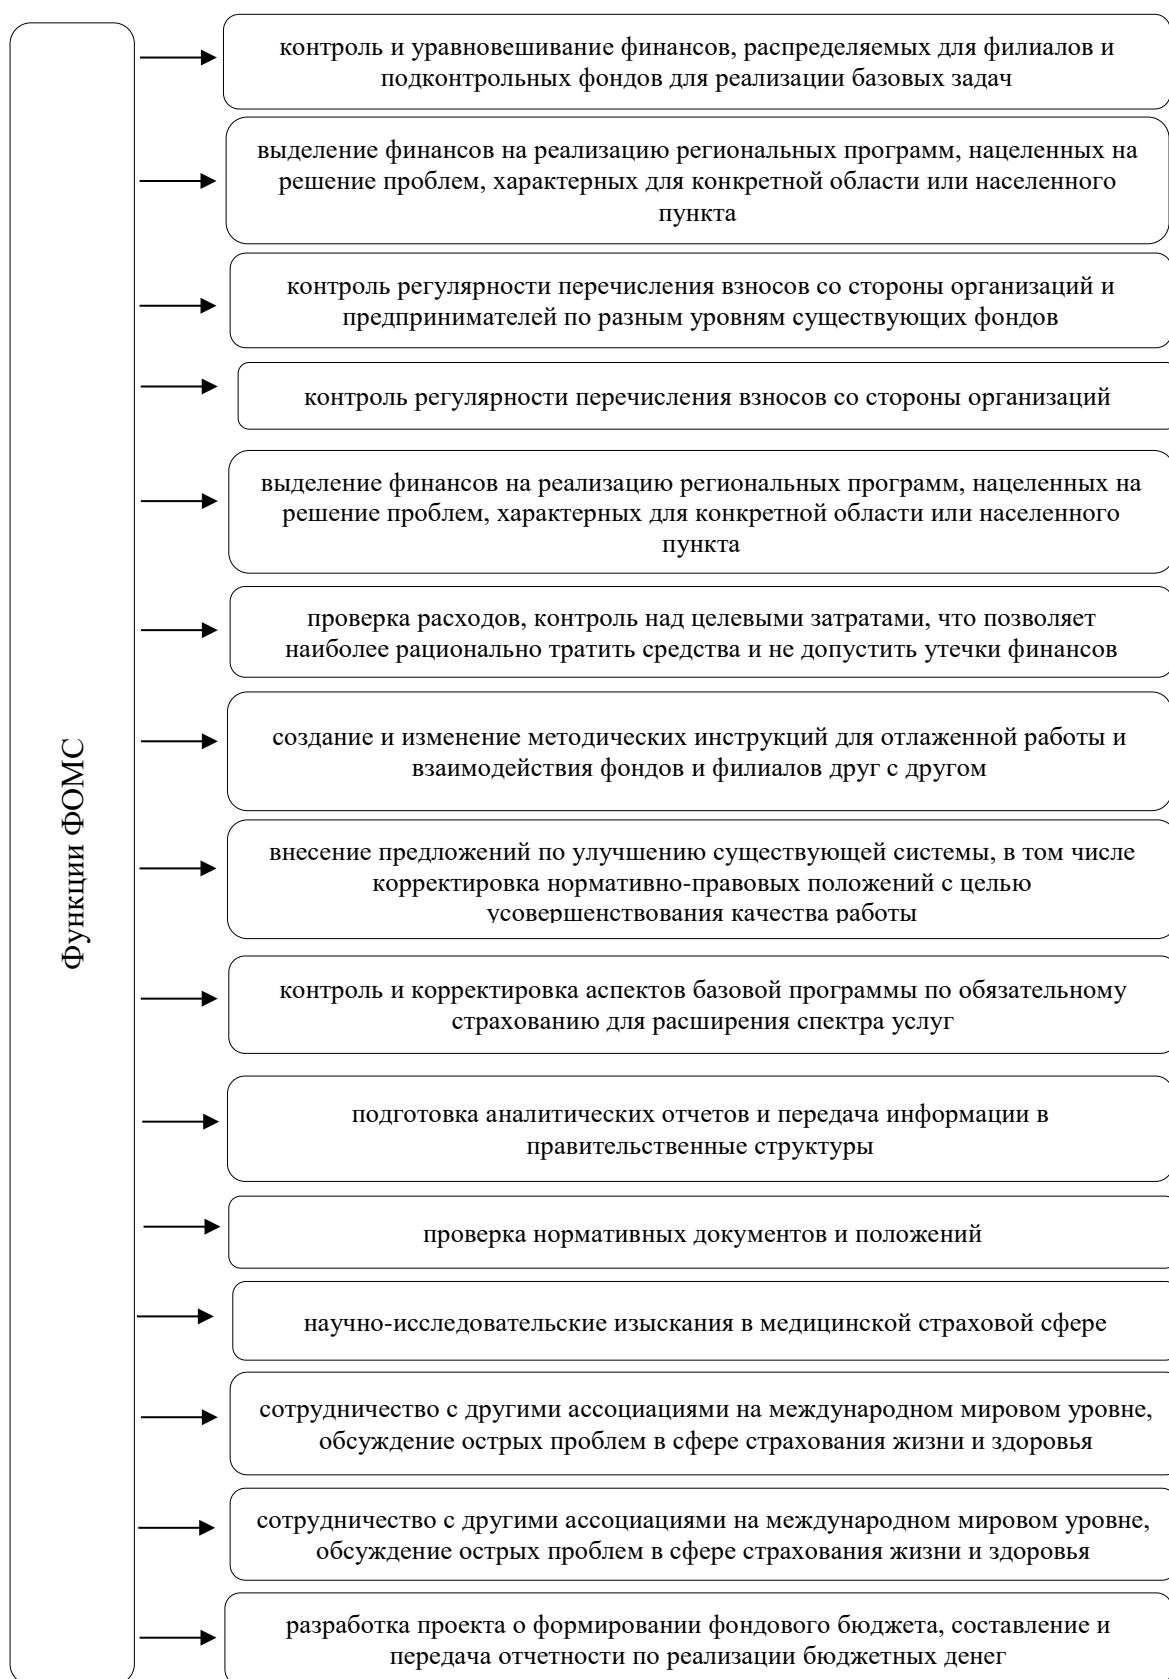 Функции ФОМС
контроль и уравновешивание финансов, распределяемых для филиалов и
подконтрольных фондов для реализации базовых задач
выделение финансов на реализацию региональных программ, нацеленных на
решение проблем, характерных для конкретной области или населенного
пункта
контроль регулярности перечисления взносов со стороны организаций и
предпринимателей по разным уровням существующих фондов
контроль регулярности перечисления взносов со стороны организаций
выделение финансов на реализацию региональных программ, нацеленных на
решение проблем, характерных для конкретной области или населенного
пункта
проверка расходов, контроль над целевыми затратами, что позволяет
наиболее рационально тратить средства и не допустить утечки финансов
создание и изменение методических инструкций для отлаженной работы и
взаимодействия фондов и филиалов друг с другом
внесение предложений по улучшению существующей системы, в том числе
корректировка нормативно-правовых положений с целью
усовершенствования качества работы
контроль и корректировка аспектов базовой программы по обязательному
страхованию для расширения спектра услуг
подготовка аналитических отчетов и передача информации в
правительственные структуры
проверка нормативных документов и положений
научно-исследовательские изыскания в медицинской страховой сфере
сотрудничество с другими ассоциациями на международном мировом уровне,
обсуждение острых проблем в сфере страхования жизни и здоровья
сотрудничество с другими ассоциациями на международном мировом уровне,
обсуждение острых проблем в сфере страхования жизни и здоровья
разработка проекта о формировании фондового бюджета, составление и
передача отчетности по реализации бюджетных денег